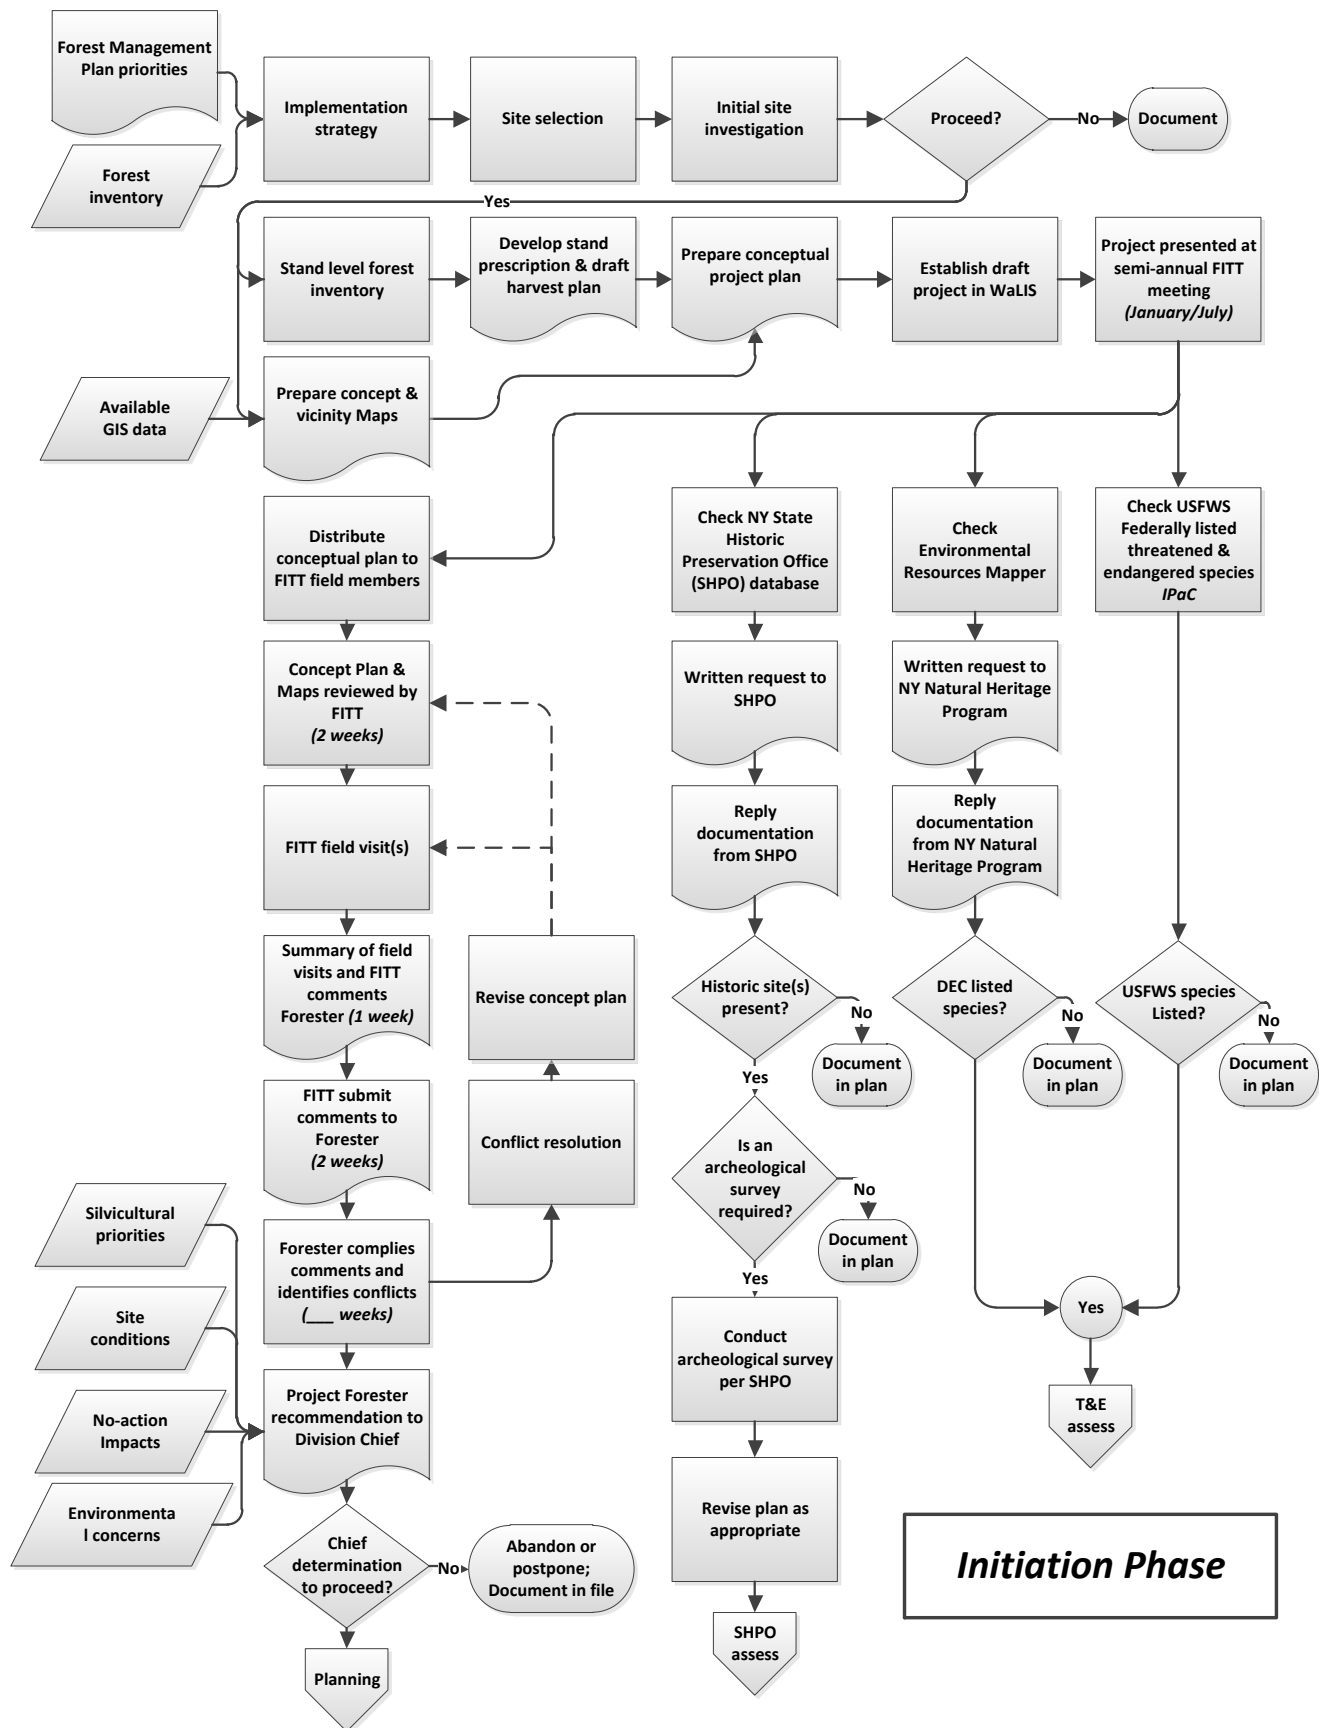 Forest Management
Plan priorities
Forest
inventory
Implementation
strategy
Site selection
Initial site
investigation
Proceed?
No
Document
Yes
Stand level forest
inventory
Develop stand
prescription & draft
harvest plan
Prepare conceptual
project plan
Establish draft
project in WaLIS
Project presented at
semi-annual FITT
meeting
(January/July)
Available
GIS data
Prepare concept &
vicinity Maps
Distribute
conceptual plan to
FITT field members
Check NY State
Historic
Preservation Office
(SHPO) database
Check
Environmental
Resources Mapper
Check USFWS
Federally listed
threatened &
endangered species
IPaC
Concept Plan &
Maps reviewed by
FITT
(2 weeks)
Written request to
SHPO
Written request to
NY Natural Heritage
Program
FITT field visit(s)
Reply
documentation
from SHPO
Reply
documentation
from NY Natural
Heritage Program
Summary of field
visits and FITT
comments
Forester (1 week)
Revise concept plan
Historic site(s)
present?
No
Document
in plan
Yes
DEC listed
species?
No
Document
in plan
USFWS species
Listed?
No
Document
in plan
FITT submit
comments to
Forester
(2 weeks)
Conflict resolution
Is an
archeological
survey
required?
No
Document
in plan
Yes
Silvicultural
priorities
Forester complies
comments and
identifies conflicts
(___ weeks)
Site
conditions
Conduct
archeological survey
per SHPO
Yes
T&E
assess
No-action
Impacts
Project Forester
recommendation to
Division Chief
Environmenta
l concerns
Chief
determination
to proceed?
No
Abandon or
postpone;
Document in file
Revise plan as
appropriate
Initiation Phase
Planning
SHPO
assess